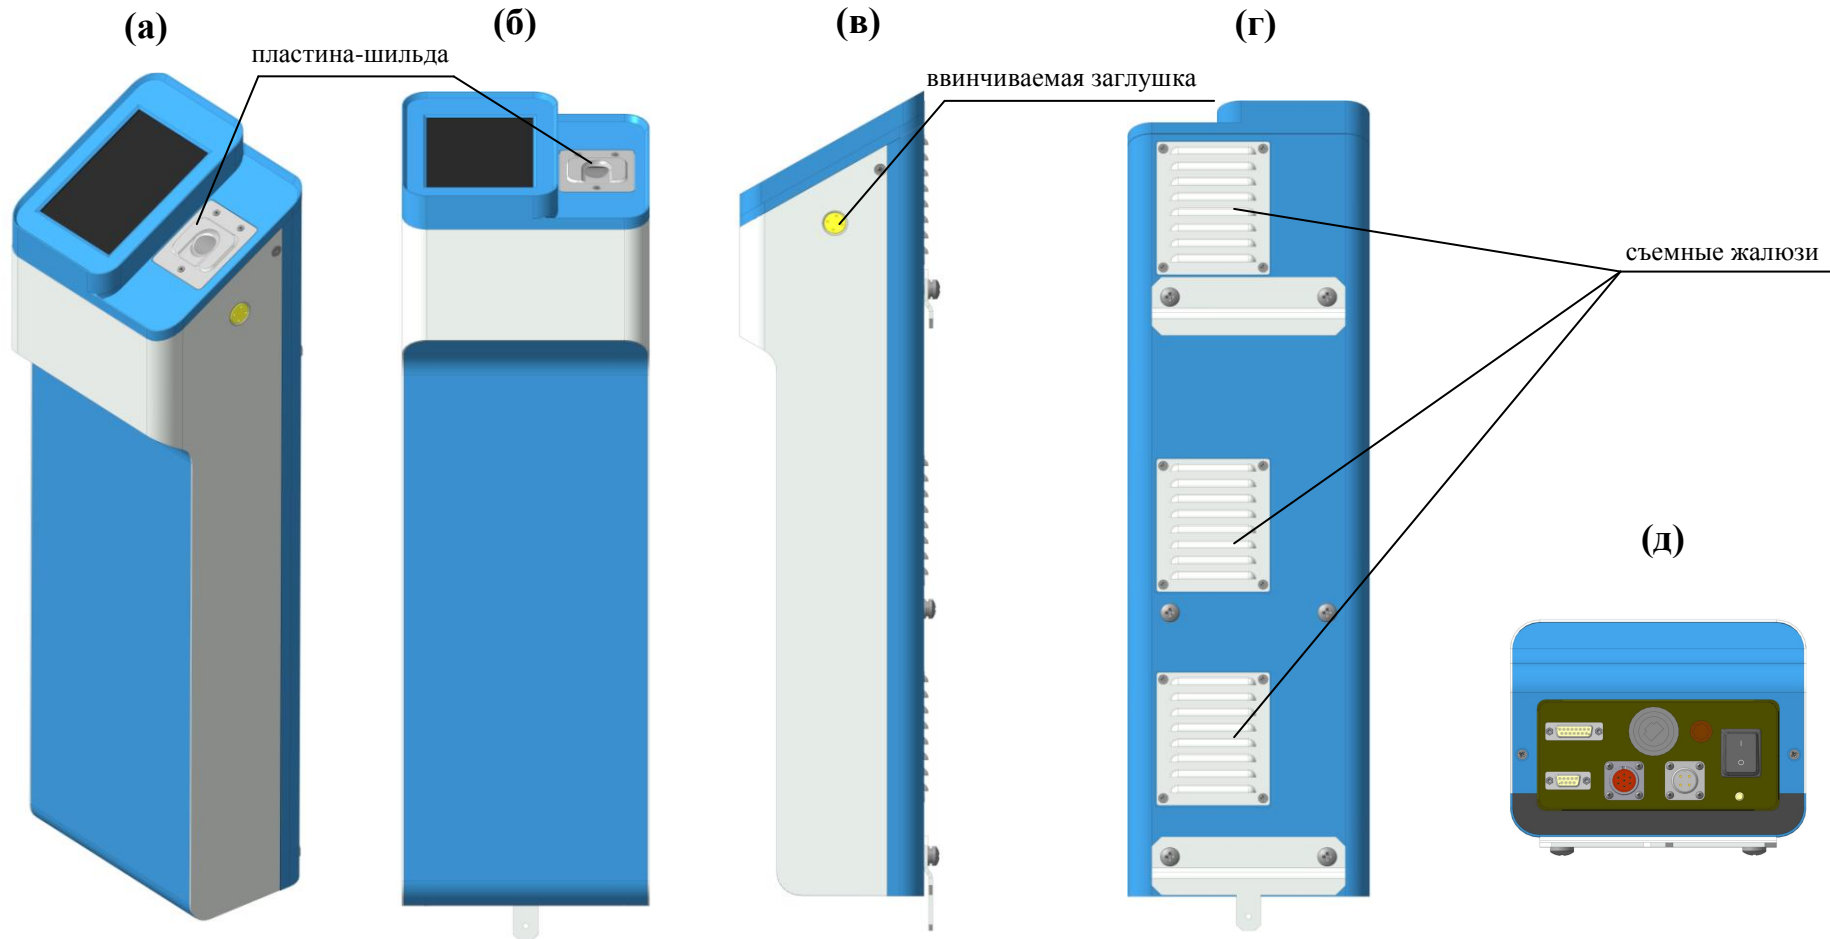 (а)
(б)
(в)
(г)
пластина-шильда
ввинчиваемая заглушка
съемные жалюзи
(д)